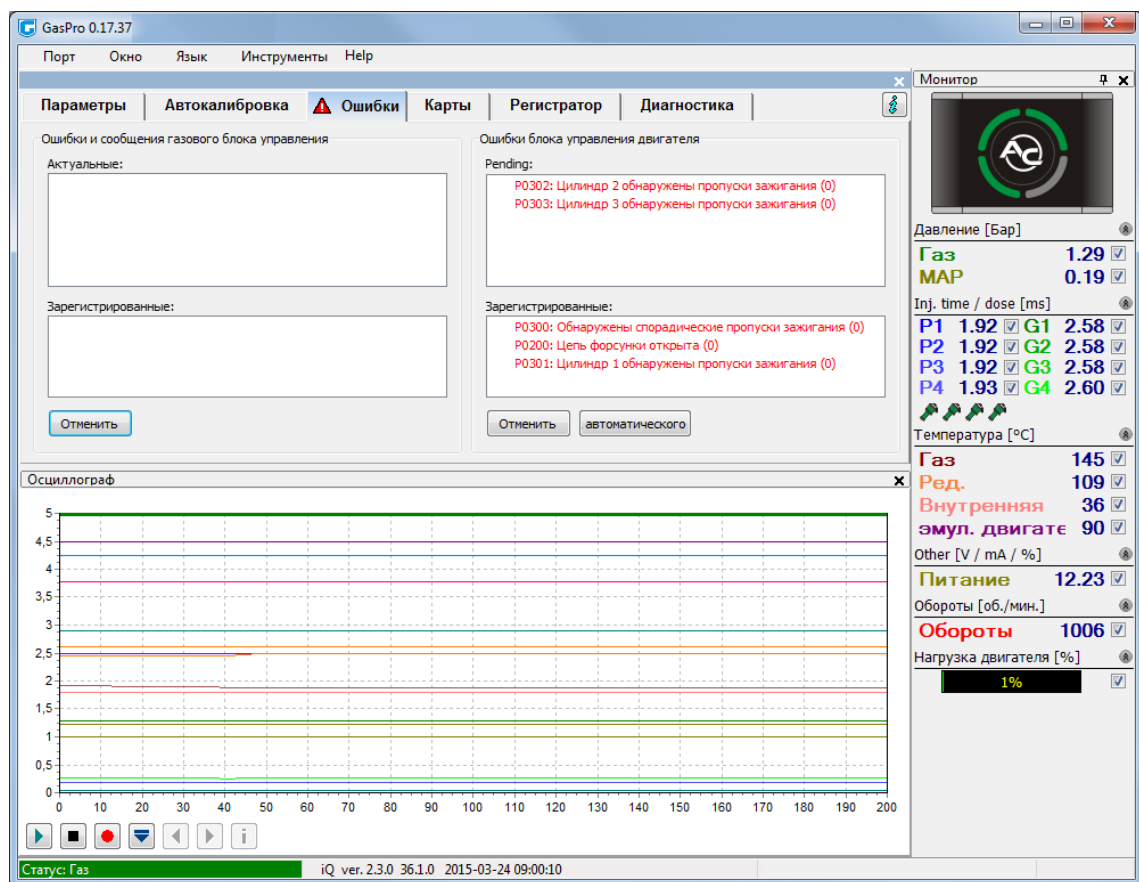 GasPro 0.17.37
Порт Окно Язык Инструменты Help
Параметры Автокалибровка Ошибки Карты Регистратор Диагностика
Ошибки и сообщения газового блока управления
Актуальные:
Зарегистрированные:
Отменить
Ошибки блока управления двигателя
Pending:
P0302: Цилиндр 2 обнаружены пропуски зажигания (0)
P0303: Цилиндр 3 обнаружены пропуски зажигания (0)
Зарегистрированные:
P0300: Обнаружены спорадические пропуски зажигания (0)
P0200: Цепь форсунки открыта (0)
P0301: Цилиндр 1 обнаружены пропуски зажигания (0)
Отменить автоматического
Осциллограф
5
4,5
4
3,5
3
2,5
2
1,5
1
0,5
0
0 10 20 30 40 50 60 70 80 90 100 110 120 130 140 150 160 170 180 190 200
i
Монитор
AC
Давление [Бар]
Газ 1.29
MAP 0.19
Inj. time / dose [ms]
P1 1.92 G1 2.58
P2 1.92 G2 2.58
P3 1.92 G3 2.58
P4 1.93 G4 2.60
Температура [°C]
Газ 145
Ред. 109
Внутренняя 36
эмул. двигате 90
Other [V / mA / %]
Питание 12.23
Обороты [об./мин.]
Обороты 1006
Нагрузка двигателя [%]
1%
Статус: Газ iQ ver. 2.3.0 36.1.0 2015-03-24 09:00:10